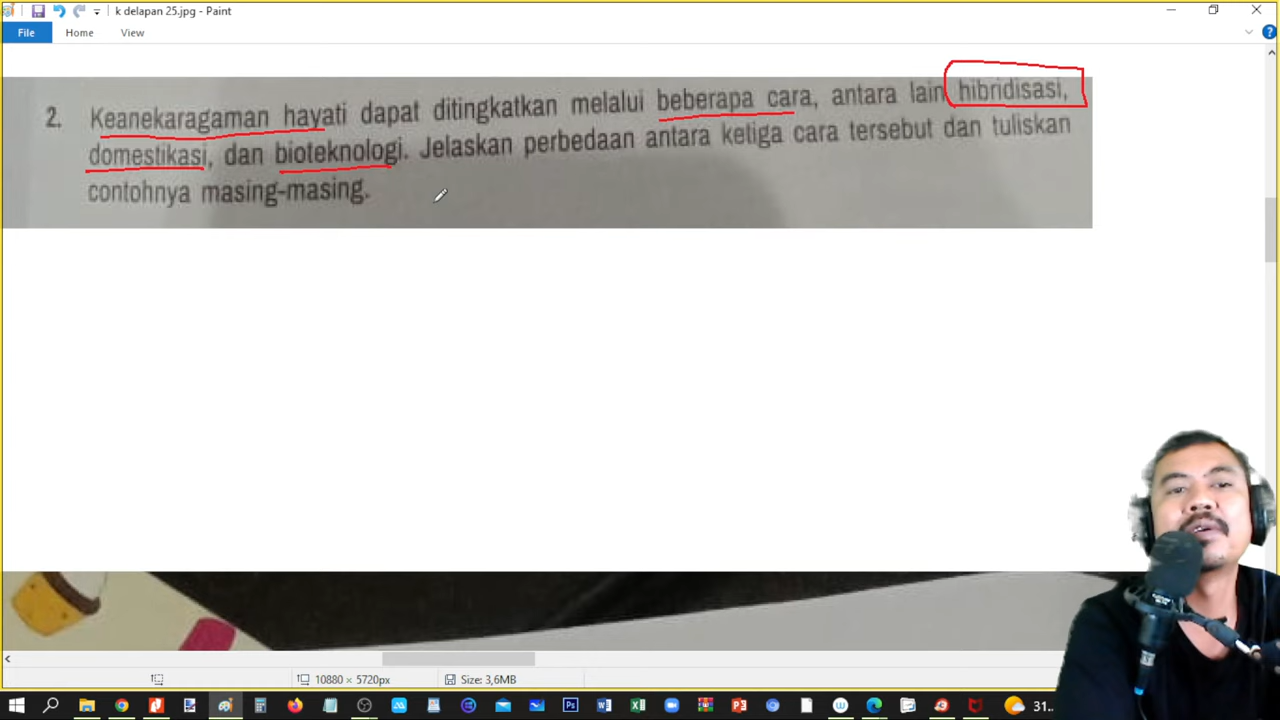 k delapan 25.jpg - Paint
File Home View
2. Keanekaragaman hayati dapat ditingkatkan melalui beberapa cara, antara lain hibridisasi,
domestikasi, dan bioteknologi. Jelaskan perbedaan antara ketiga cara tersebut dan tuliskan
contohnya masing-masing.
10880 × 5720px Size: 3,6MB
31..